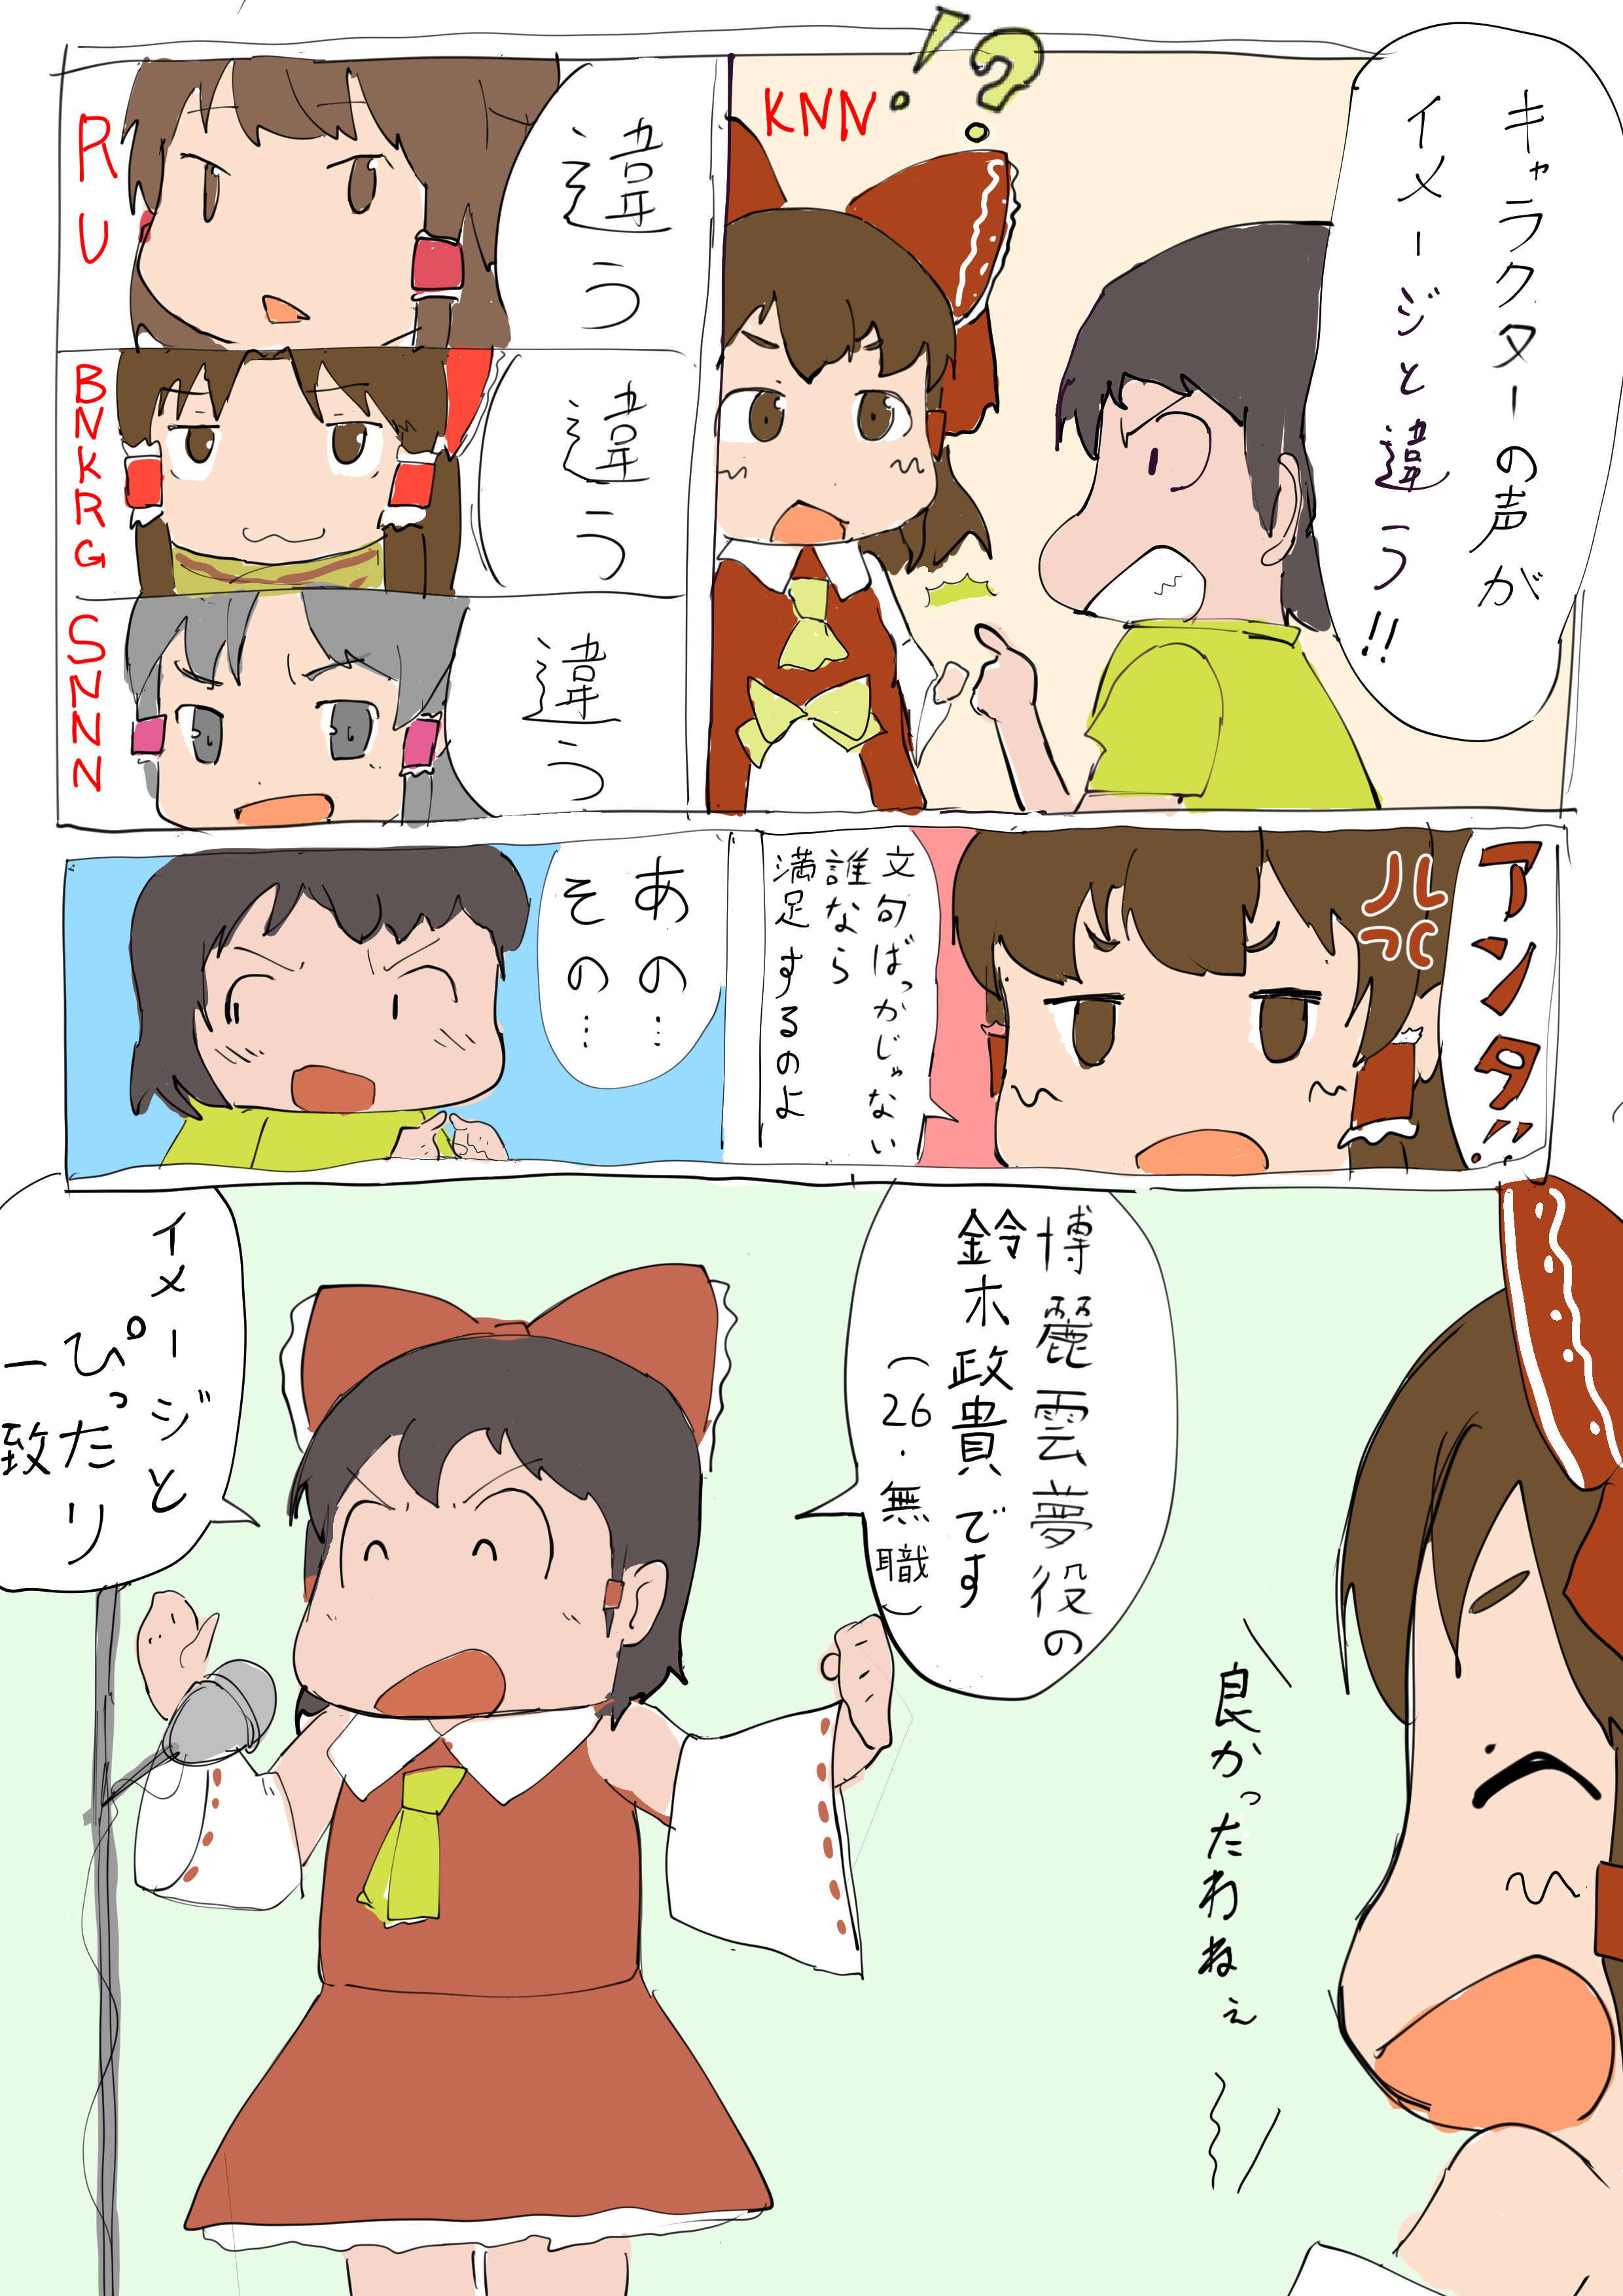 キャラクターの声が
イメージと違う!!
!?
KNN
違う
RU
違う
BNKRG
違う
SNNN
アンタ!!
文句ばっかじゃない
誰なら
満足するのよ
あの…
その…
博麗雲夢役の
鈴木政貴です
(26・無職)
イメージと
ぴったり
一致
良かったわねぇ